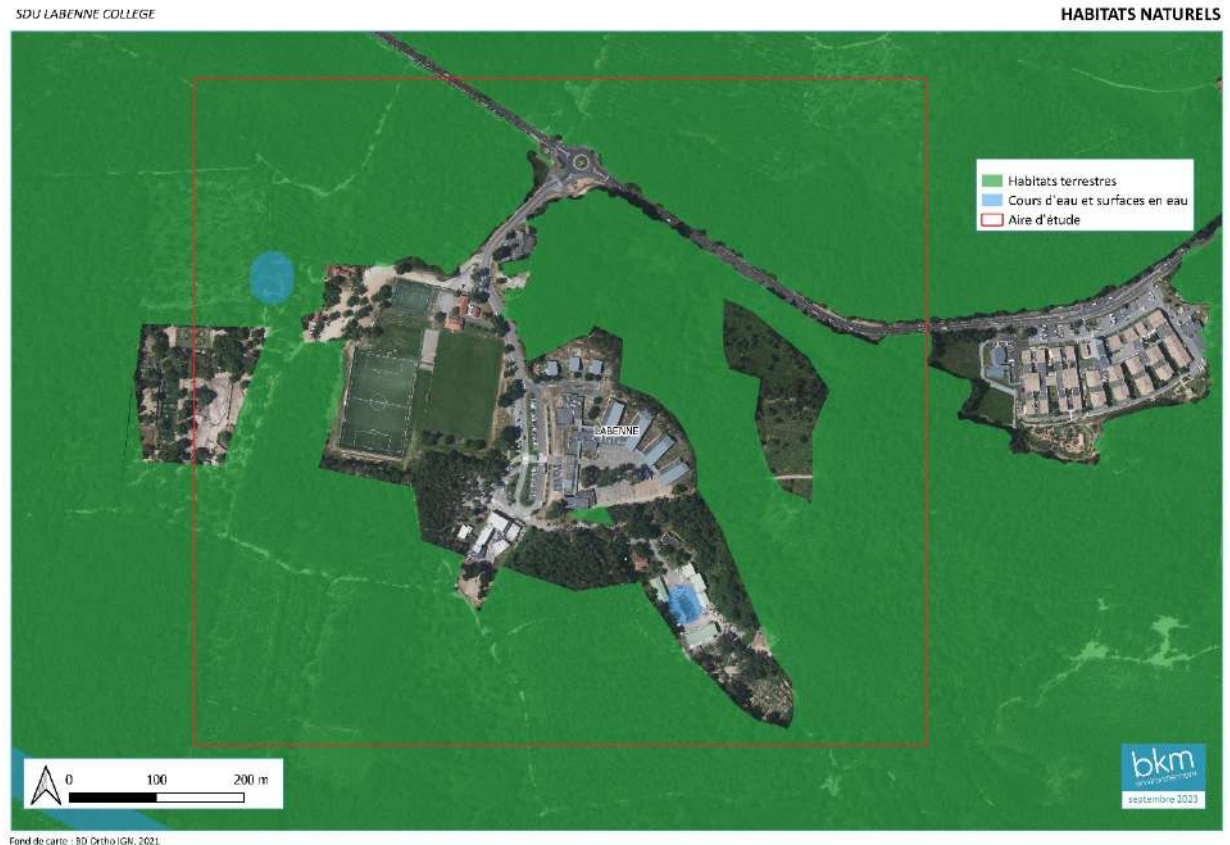 SDU LABENNE COLLEGE
HABITATS NATURELS
Habitats terrestres
Cours d'eau et surfaces en eau
Aire d'étude
LABENNE
0 100 200 m
bkm
environnement
septembre 2023
Fond de carte : BD Ortho IGN, 2021